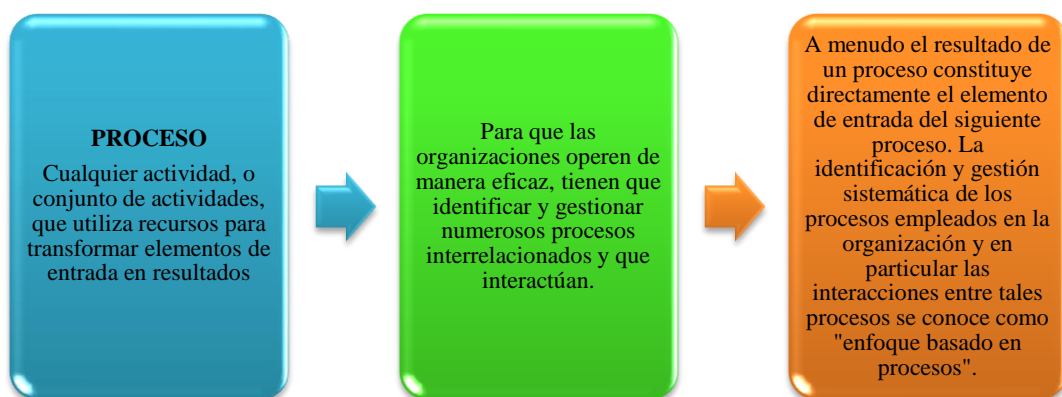 PROCESO
Cualquier actividad, o
conjunto de actividades,
que utiliza recursos para
transformar elementos de
entrada en resultados
Para que las
organizaciones operen de
manera eficaz, tienen que
identificar y gestionar
numerosos procesos
interrelacionados y que
interactúan.
A menudo el resultado de
un proceso constituye
directamente el elemento
de entrada del siguiente
proceso. La
identificación y gestión
sistemática de los
procesos empleados en la
organización y en
particular las
interacciones entre tales
procesos se conoce como
"enfoque basado en
procesos".